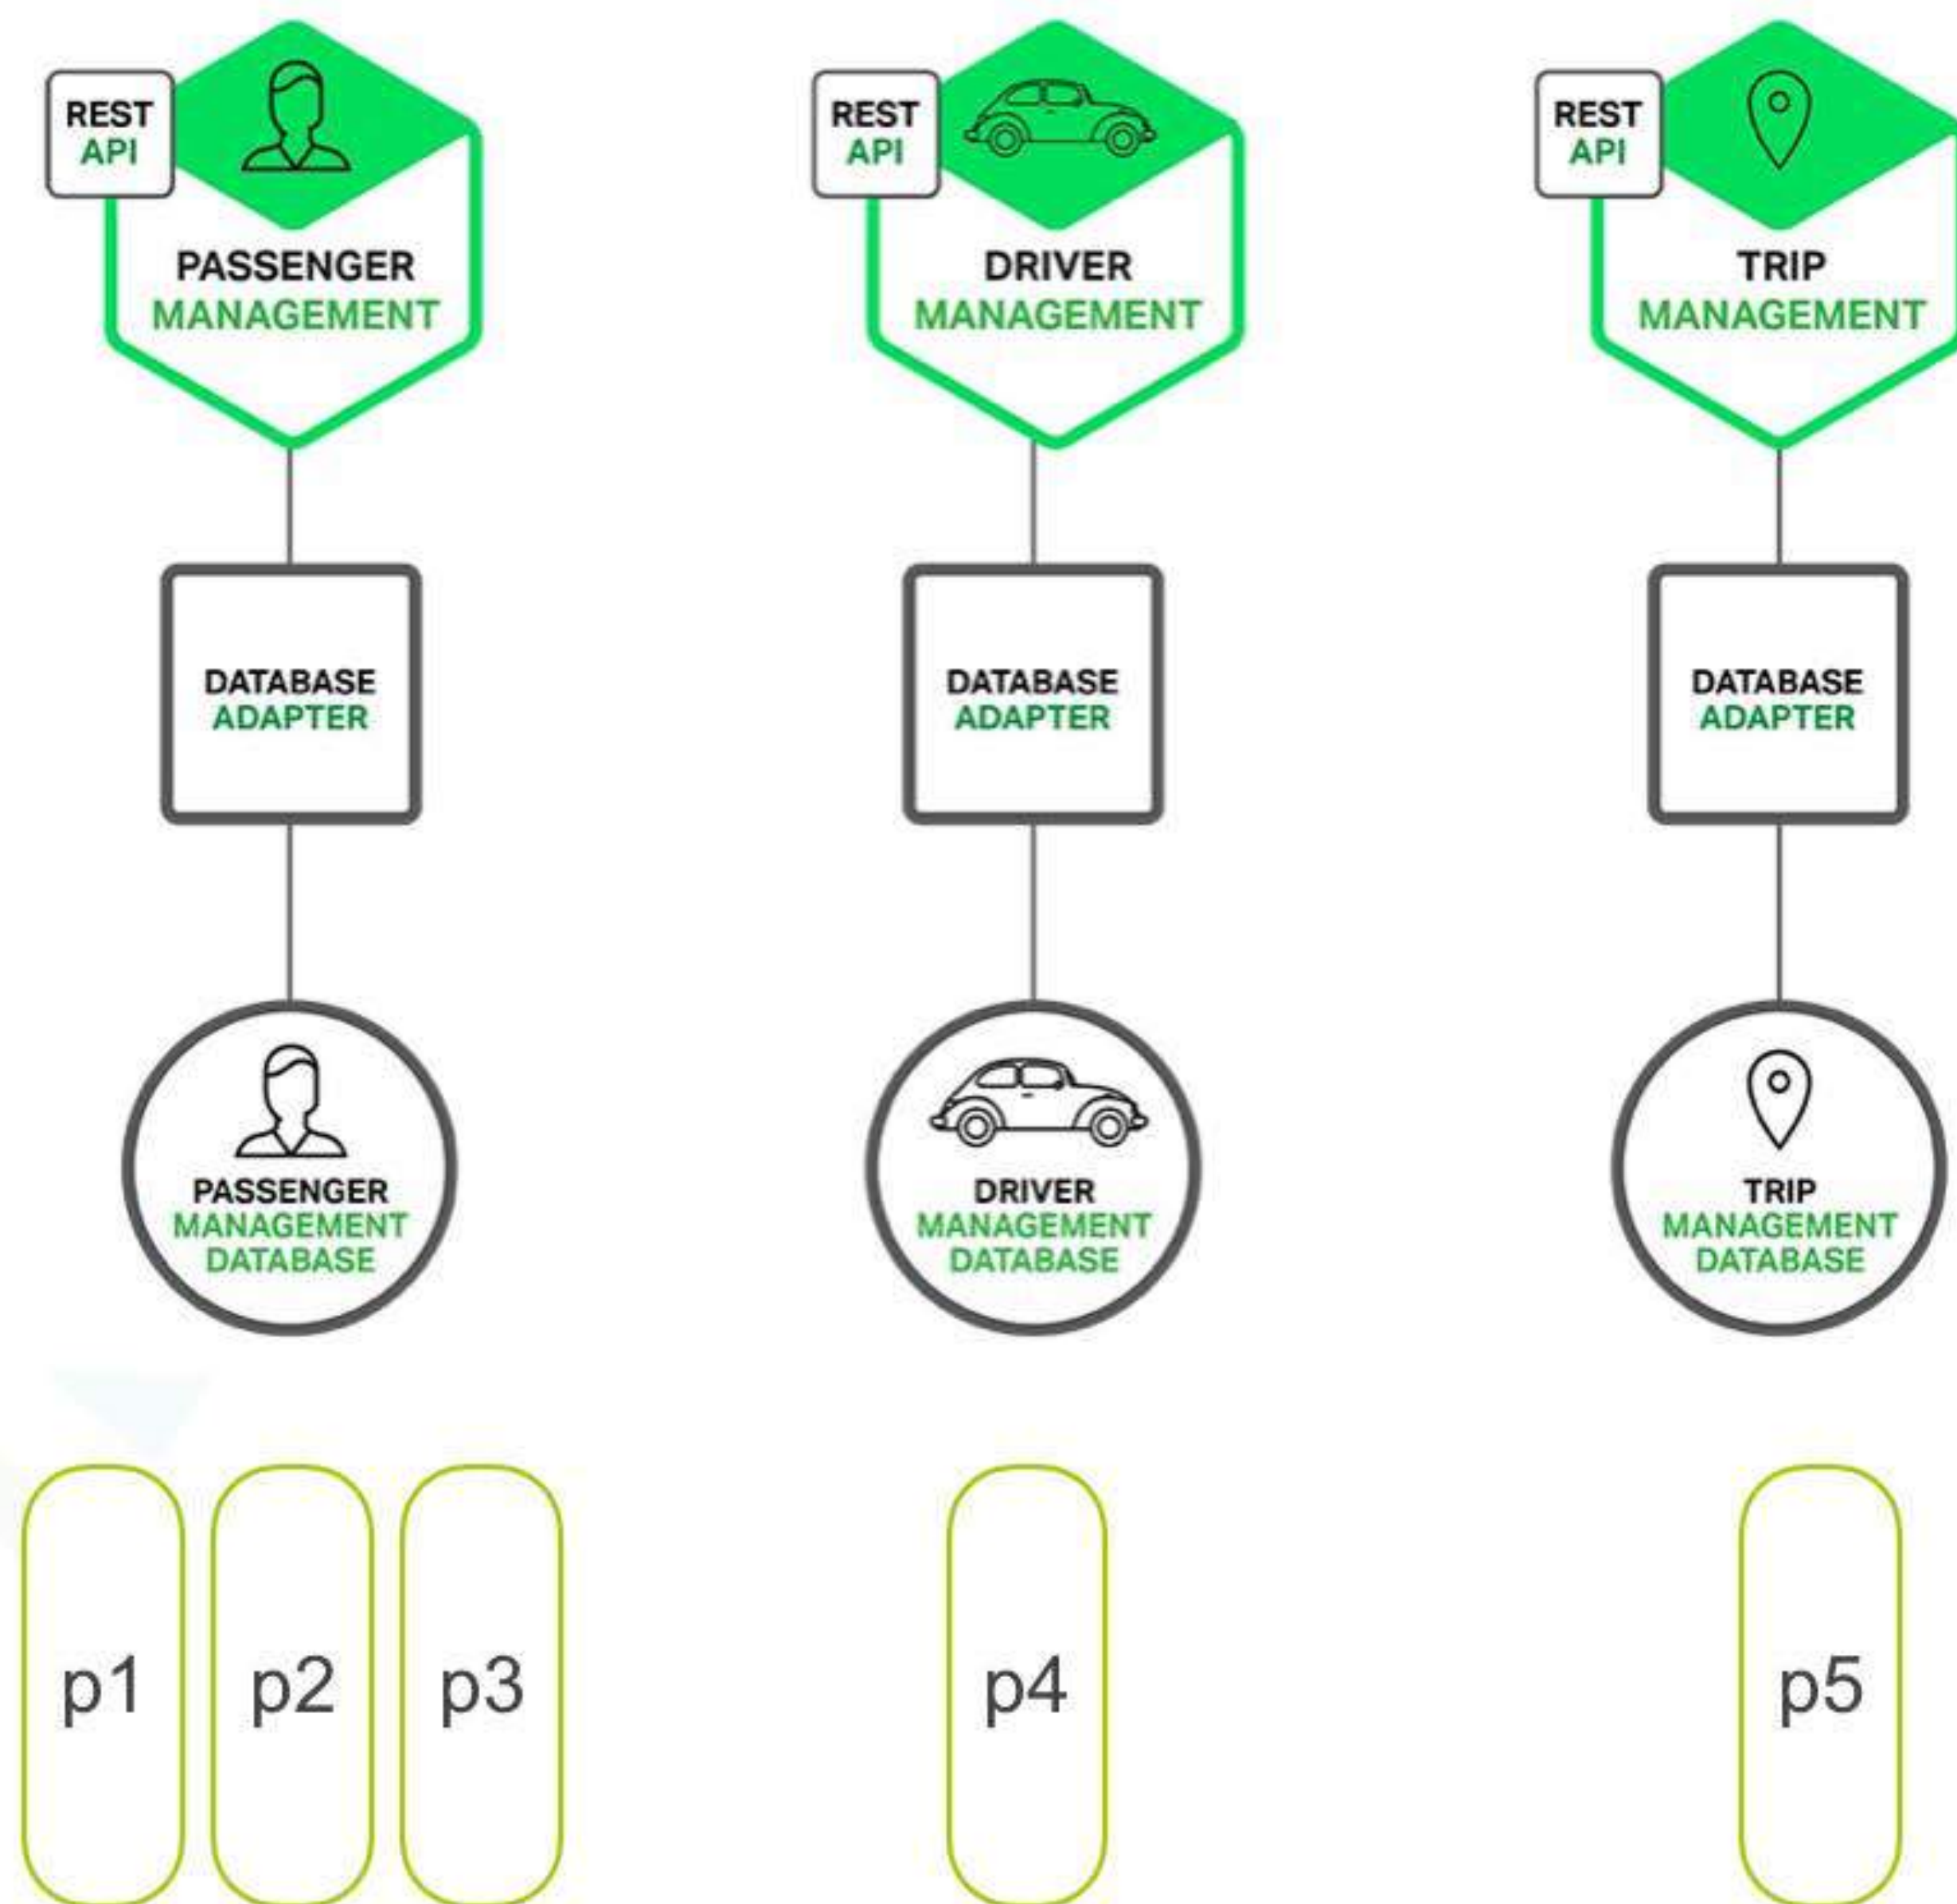 REST
API
PASSENGER
MANAGEMENT
REST
API
DRIVER
MANAGEMENT
REST
API
TRIP
MANAGEMENT
DATABASE
ADAPTER
DATABASE
ADAPTER
DATABASE
ADAPTER
PASSENGER
MANAGEMENT
DATABASE
DRIVER
MANAGEMENT
DATABASE
TRIP
MANAGEMENT
DATABASE
p1
p2
p3
p4
p5